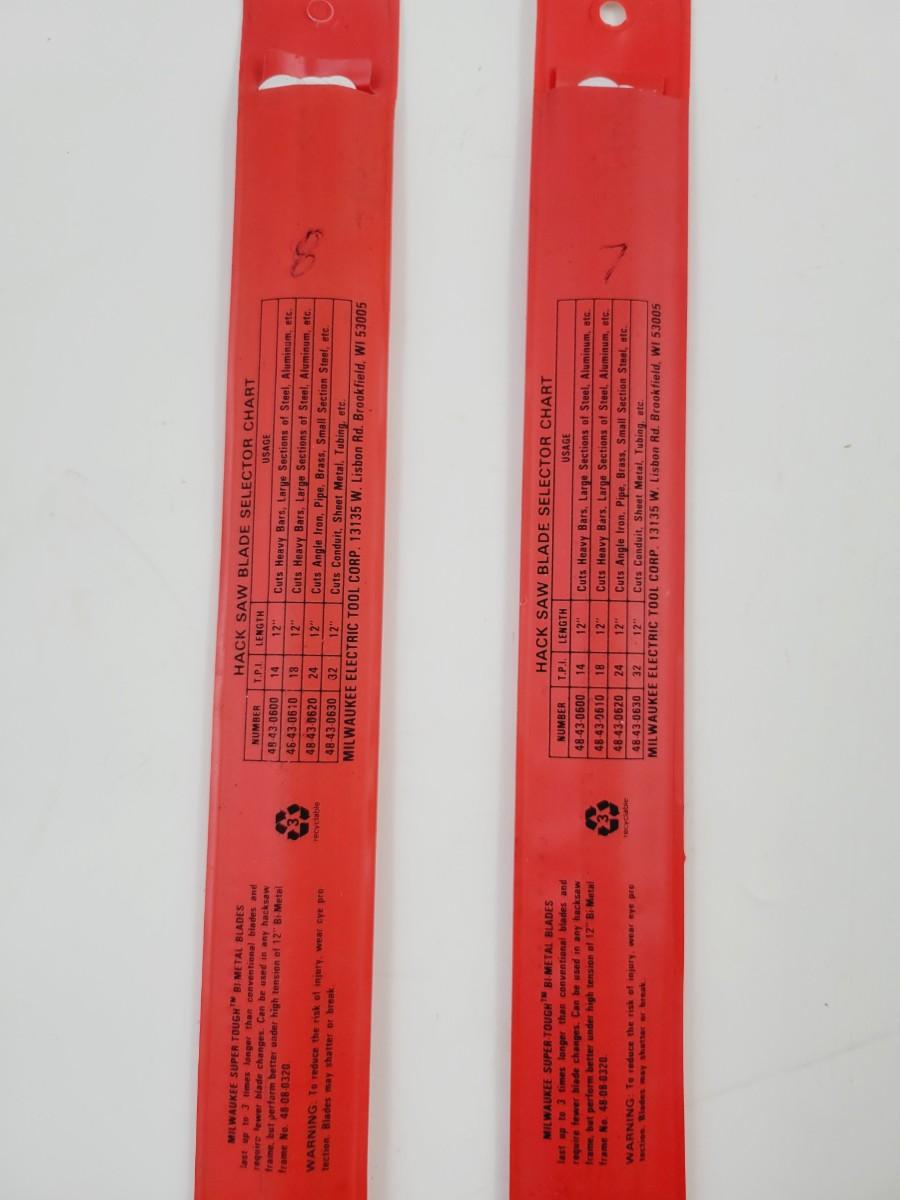 8
HACK SAW BLADE SELECTOR CHART
NUMBER T.P.I. LENGTH USAGE
48-43-0600 14 12" Cuts Heavy Bars, Large Sections of Steel, Aluminum, etc.
48-43-0610 18 12" Cuts Heavy Bars, Large Sections of Steel, Aluminum, etc.
48-43-0620 24 12" Cuts Angle Iron, Pipe, Brass, Small Section Steel, etc.
48-43-0630 32 12" Cuts Conduit, Sheet Metal, Tubing, etc.
MILWAUKEE ELECTRIC TOOL CORP. 13135 W. Lisbon Rd. Brookfield, WI 53005
3
recyclable
MILWAUKEE SUPER TOUGH™ BI-METAL BLADES
last up to 3 times longer than conventional blades and
require fewer blade changes. Can be used in any hacksaw
frame, but perform better under high tension of 12" Bi-Metal
frame No. 48-08-0320.
WARNING: To reduce the risk of injury, wear eye pro
tection. Blades may shatter or break.
7
HACK SAW BLADE SELECTOR CHART
NUMBER T.P.I. LENGTH USAGE
48-43-0600 14 12" Cuts Heavy Bars, Large Sections of Steel, Aluminum, etc.
48-43-0610 18 12" Cuts Heavy Bars, Large Sections of Steel, Aluminum, etc.
48-43-0620 24 12" Cuts Angle Iron, Pipe, Brass, Small Section Steel, etc.
48-43-0630 32 12" Cuts Conduit, Sheet Metal, Tubing, etc.
MILWAUKEE ELECTRIC TOOL CORP. 13135 W. Lisbon Rd. Brookfield, WI 53005
3
recyclable
MILWAUKEE SUPER TOUGH™ BI-METAL BLADES
last up to 3 times longer than conventional blades and
require fewer blade changes. Can be used in any hacksaw
frame, but perform better under high tension of 12" Bi-Metal
frame No. 48-08-0320.
WARNING: To reduce the risk of injury, wear eye pro
tection. Blades may shatter or break.